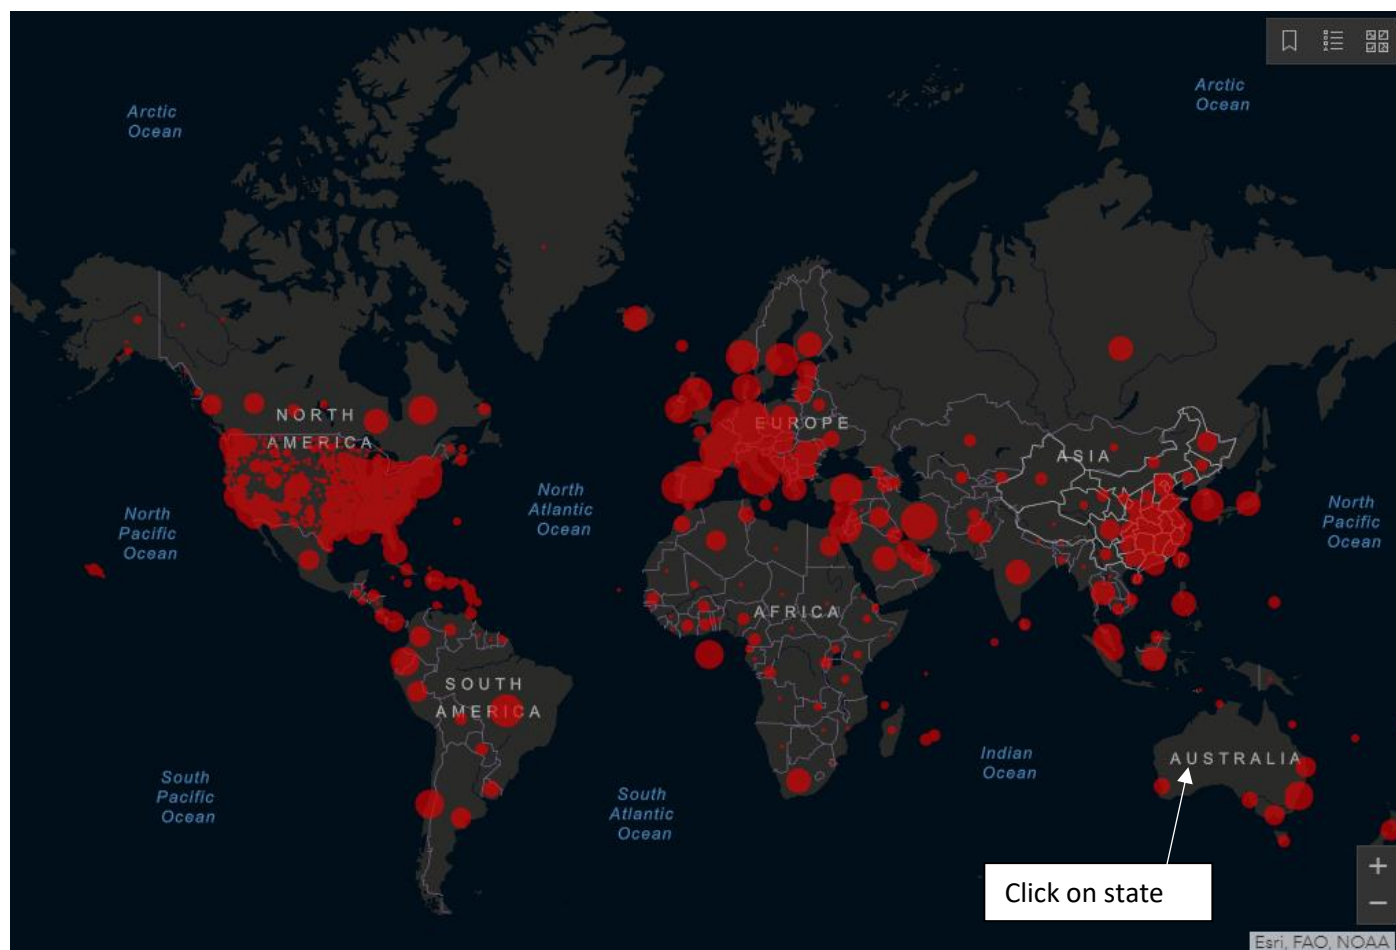 Arctic
Ocean
Arctic
Ocean
NORTH
AMERICA
EUROPE
ASIA
North
Pacific
Ocean
North
Atlantic
Ocean
North
Pacific
Ocean
AFRICA
SOUTH
AMERICA
Indian
Ocean
AUSTRALIA
South
Pacific
Ocean
South
Atlantic
Ocean
Click on state
+
−
Esri, FAO, NOAA